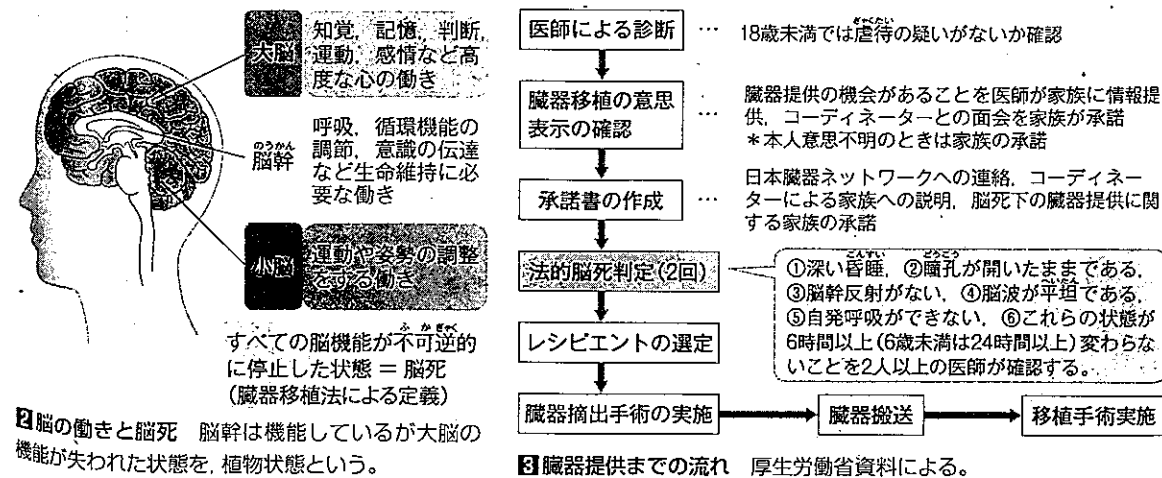 大脳
知覚，記憶，判断，
運動，感情など高
度な心の働き
のうかん
脳幹
呼吸，循環機能の
調節，意識の伝達
など生命維持に必
要な働き
小脳
運動や姿勢の調整
をする働き
ふかぎゃく
すべての脳機能が不可逆的
に停止した状態＝脳死
(臓器移植法による定義)
2脳の働きと脳死 脳幹は機能しているが大脳の
機能が失われた状態を，植物状態という。
医師による診断
…
ぎゃくたい
18歳未満では虐待の疑いがないか確認
臓器移植の意思
表示の確認
…
臓器提供の機会があることを医師が家族に情報提
供，コーディネーターとの面会を家族が承諾
＊本人意思不明のときは家族の承諾
承諾書の作成
…
日本臓器ネットワークへの連絡，コーディネー
ターによる家族への説明，脳死下の臓器提供に関
する家族の承諾
法的脳死判定(2回)
こんすい どうこう
①深い昏睡，②瞳孔が開いたままである，
③脳幹反射がない，④脳波が平坦である，
⑤自発呼吸ができない，⑥これらの状態が
6時間以上(6歳未満は24時間以上)変わらな
いことを2人以上の医師が確認する。
レシピエントの選定
臓器摘出手術の実施
臓器搬送
移植手術実施
3臓器提供までの流れ 厚生労働省資料による。